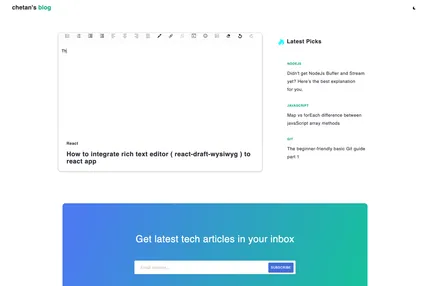 chetan's blog
Th
React
How to integrate rich text editor ( react-draft-wysiwyg ) to
react app
Latest Picks
NODEJS
Didn't get NodeJs Buffer and Stream
yet? Here's the best explanation
for you.
JAVASCRIPT
Map vs forEach difference between
javaScript array methods
GIT
The beginner-friendly basic Git guide
part 1
Get latest tech articles in your inbox
SUBSCRIBE